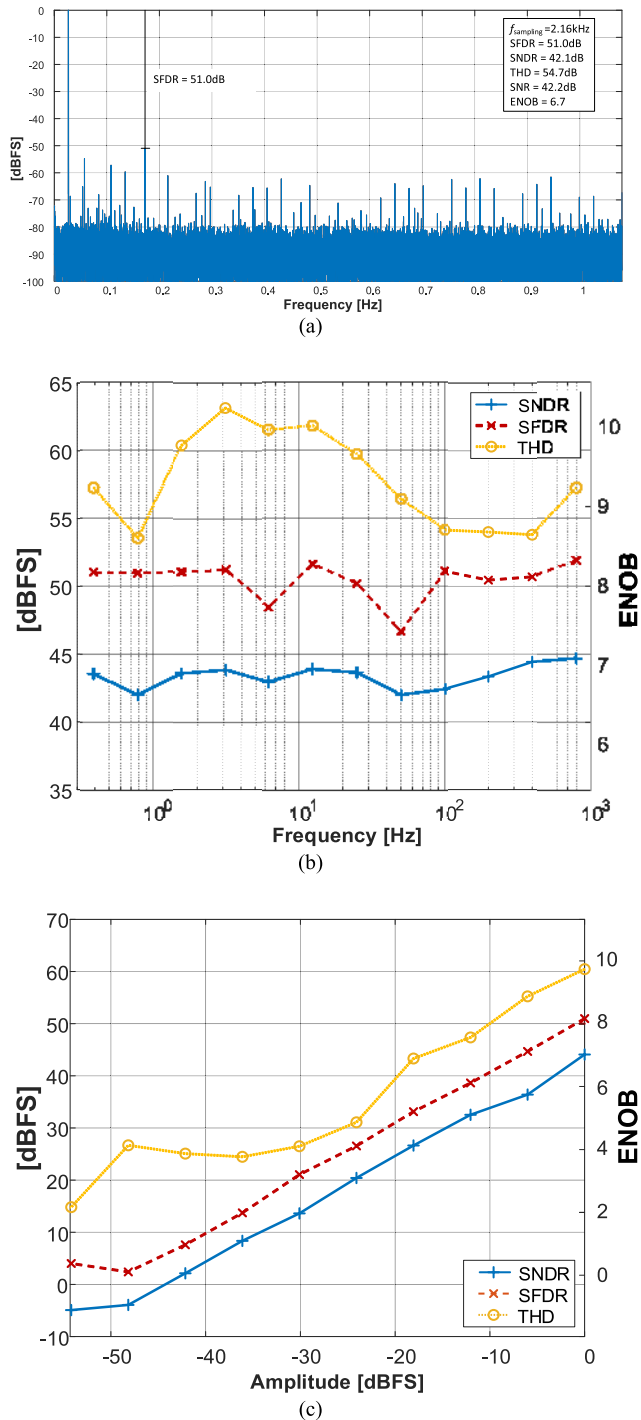 0
-10
-20
-30
-40
-50
-60
-70
-80
-90
-100
[dBFS]
SFDR = 51.0dB
fsampling =2.16kHz
SFDR = 51.0dB
SNDR = 42.1dB
THD = 54.7dB
SNR = 42.2dB
ENOB = 6.7
0 0.1 0.2 0.3 0.4 0.5 0.6 0.7 0.8 0.9 1
Frequency [Hz]
(a)
65
60
55
50
45
40
35
[dBFS]
SNDR
SFDR
THD
10
9
8
7
6
ENOB
10⁰ 10¹ 10² 10³
Frequency [Hz]
(b)
70
60
50
40
30
20
10
0
-10
[dBFS]
10
8
6
4
2
0
ENOB
SNDR
SFDR
THD
-50 -40 -30 -20 -10 0
Amplitude [dBFS]
(c)